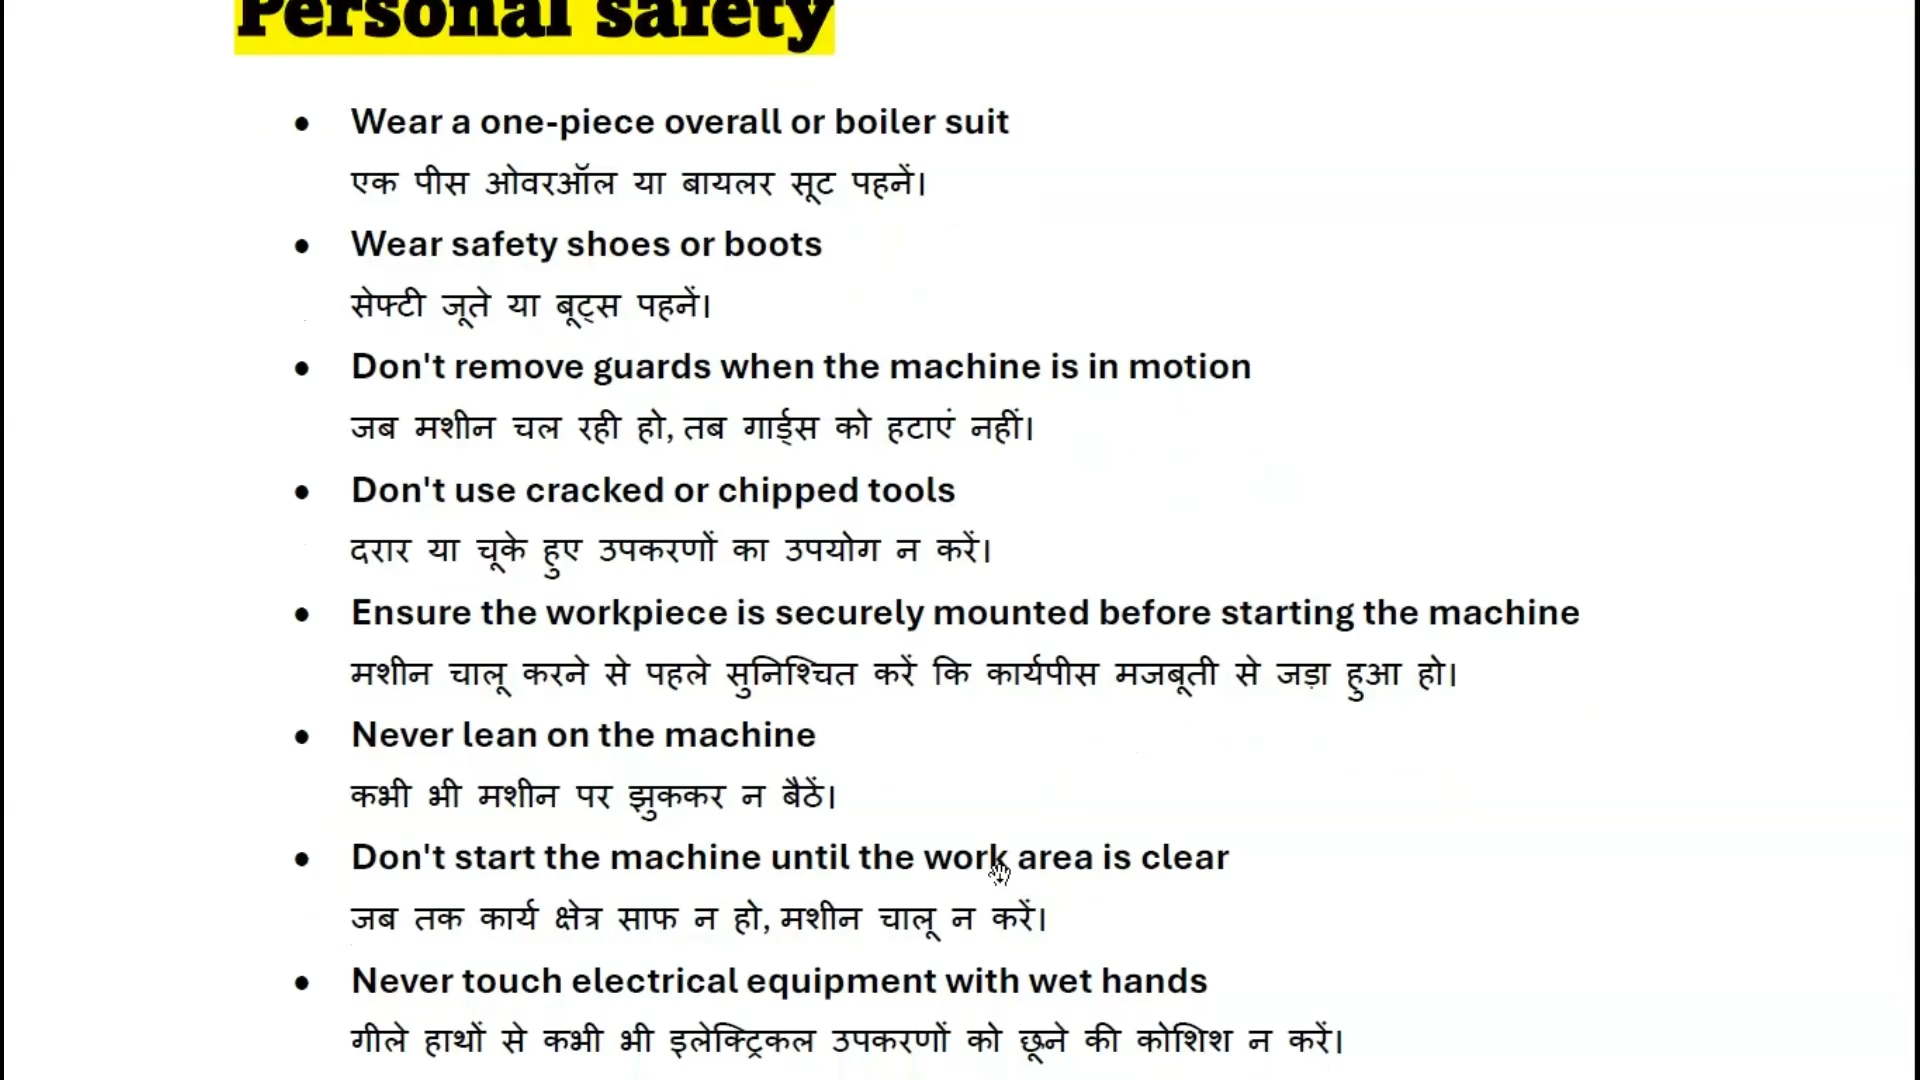 Personal safety
• Wear a one-piece overall or boiler suit
एक पीस ओवरऑल या बायलर सूट पहनें।
• Wear safety shoes or boots
सेफ्टी जूते या बूट्स पहनें।
• Don't remove guards when the machine is in motion
जब मशीन चल रही हो, तब गार्ड्स को हटाएं नहीं।
• Don't use cracked or chipped tools
दरार या चूके हुए उपकरणों का उपयोग न करें।
• Ensure the workpiece is securely mounted before starting the machine
मशीन चालू करने से पहले सुनिश्चित करें कि कार्यपीस मजबूती से जड़ा हुआ हो।
• Never lean on the machine
कभी भी मशीन पर झुककर न बैठें।
• Don't start the machine until the work area is clear
जब तक कार्य क्षेत्र साफ न हो, मशीन चालू न करें।
• Never touch electrical equipment with wet hands
गीले हाथों से कभी भी इलेक्ट्रिकल उपकरणों को छूने की कोशिश न करें।